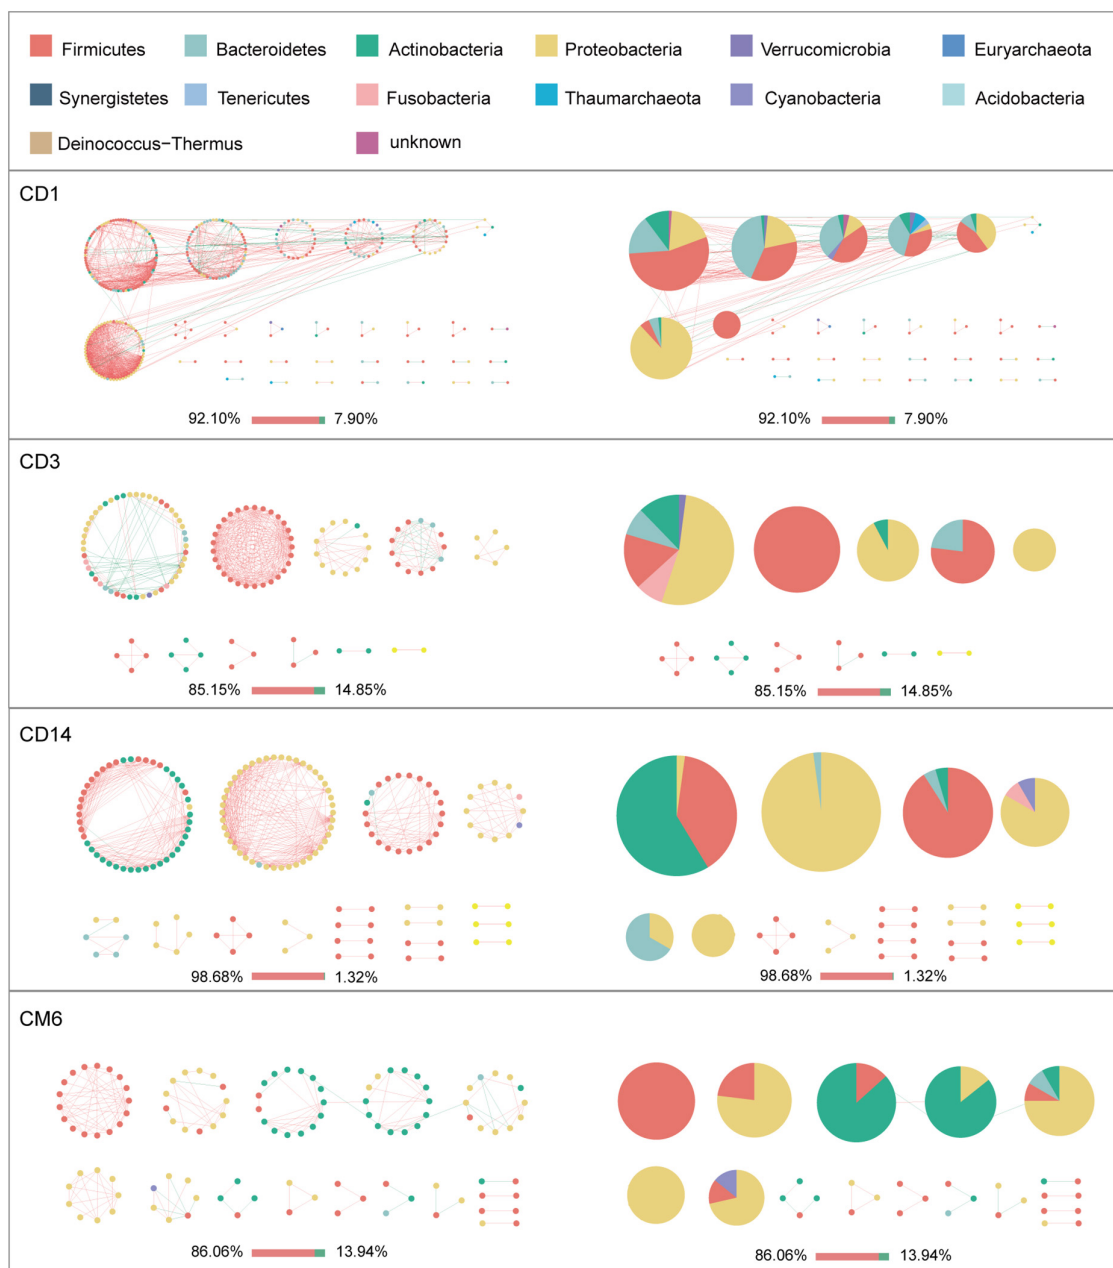 Firmicutes Bacteroidetes Actinobacteria Proteobacteria Verrucomicrobia Euryarchaeota
Synergistetes Tenericutes Fusobacteria Thaumarchaeota Cyanobacteria Acidobacteria
Deinococcus−Thermus unknown
CD1
92.10% 7.90% 92.10% 7.90%
CD3
85.15% 14.85% 85.15% 14.85%
CD14
98.68% 1.32% 98.68% 1.32%
CM6
86.06% 13.94% 86.06% 13.94%